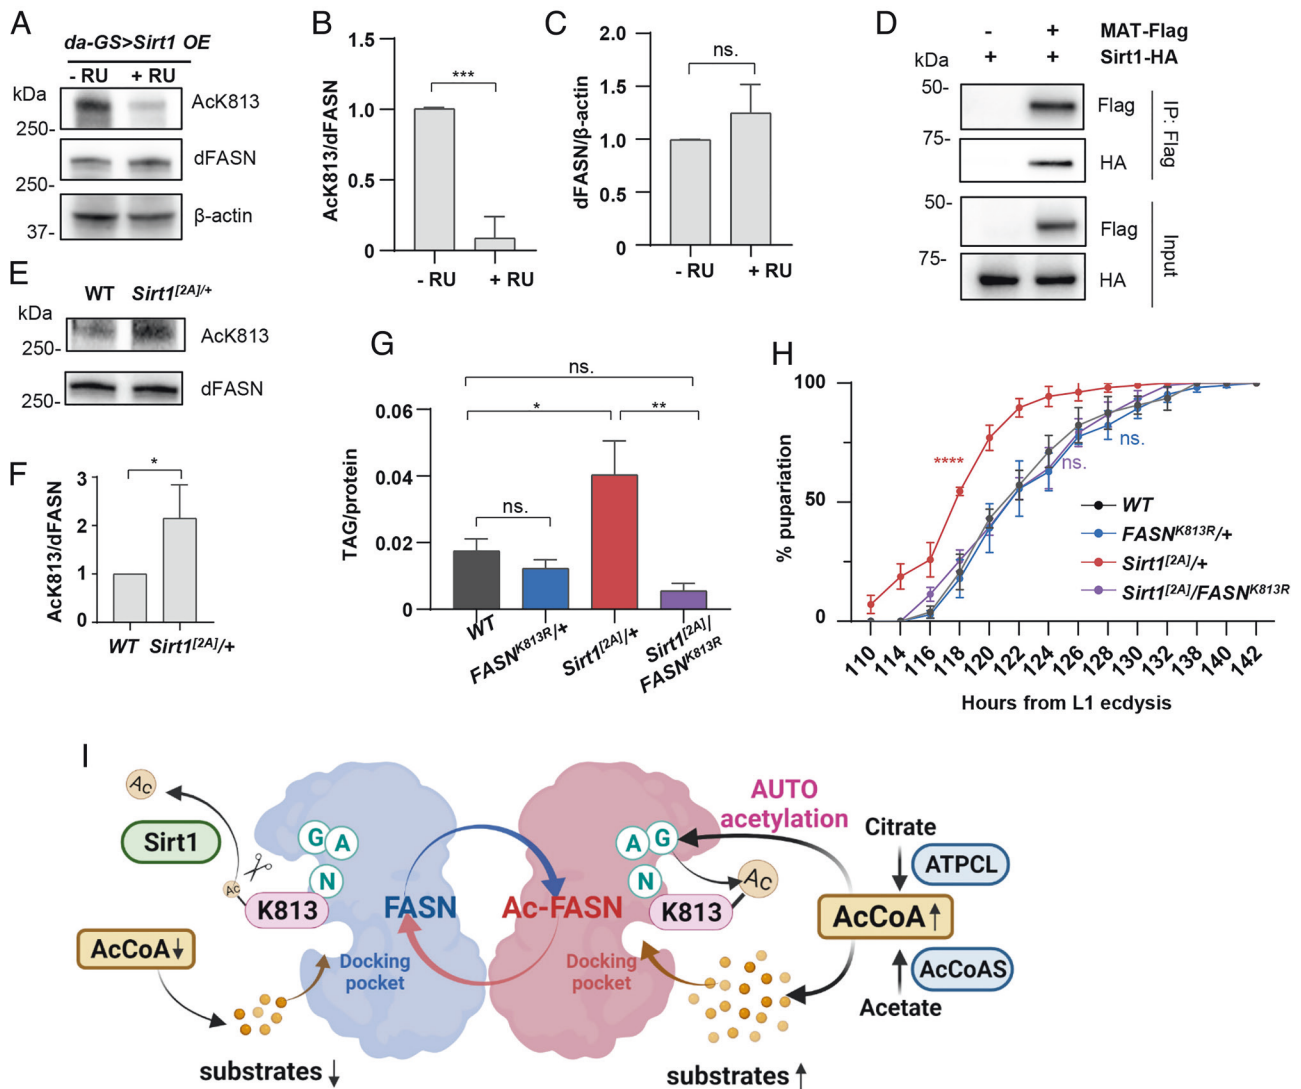 A
da-GS>Sirt1 OE
- RU + RU
kDa
AcK813
250-
dFASN
250-
β-actin
37-
B
1.5
1.0
0.5
0
AcK813/dFASN
***
- RU
+ RU
C
2.0
1.5
1.0
0.5
0
dFASN/β-actin
ns.
- RU
+ RU
D
- + MAT-Flag
+ + Sirt1-HA
kDa
50-
Flag
75-
HA
IP: Flag
50-
Flag
75-
HA
Input
E
WT Sirt1[2A]/+
kDa
AcK813
250-
dFASN
250-
F
3
2
1
0
AcK813/dFASN
*
WT Sirt1[2A]/+
G
ns.
* **
ns.
0.06
0.04
0.02
0
TAG/protein
WT
FASNK813R/+
Sirt1[2A]/+
Sirt1[2A]/
FASNK813R
H
100
50
0
% pupariation
****
ns.
ns.
WT
FASNK813R/+
Sirt1[2A]/+
Sirt1[2A]/FASNK813R
110 114 116 118 120 122 124 126 128 130 132 138 140 142
Hours from L1 ecdysis
I
Ac
Sirt1
Ac
K813
G A
N
FASN
AcCoA↓
Docking
pocket
substrates↓
AUTO
acetylation
A G
N
Ac
K813
Ac-FASN
Docking
pocket
Citrate
ATPCL
AcCoA↑
AcCoAS
Acetate
substrates↑